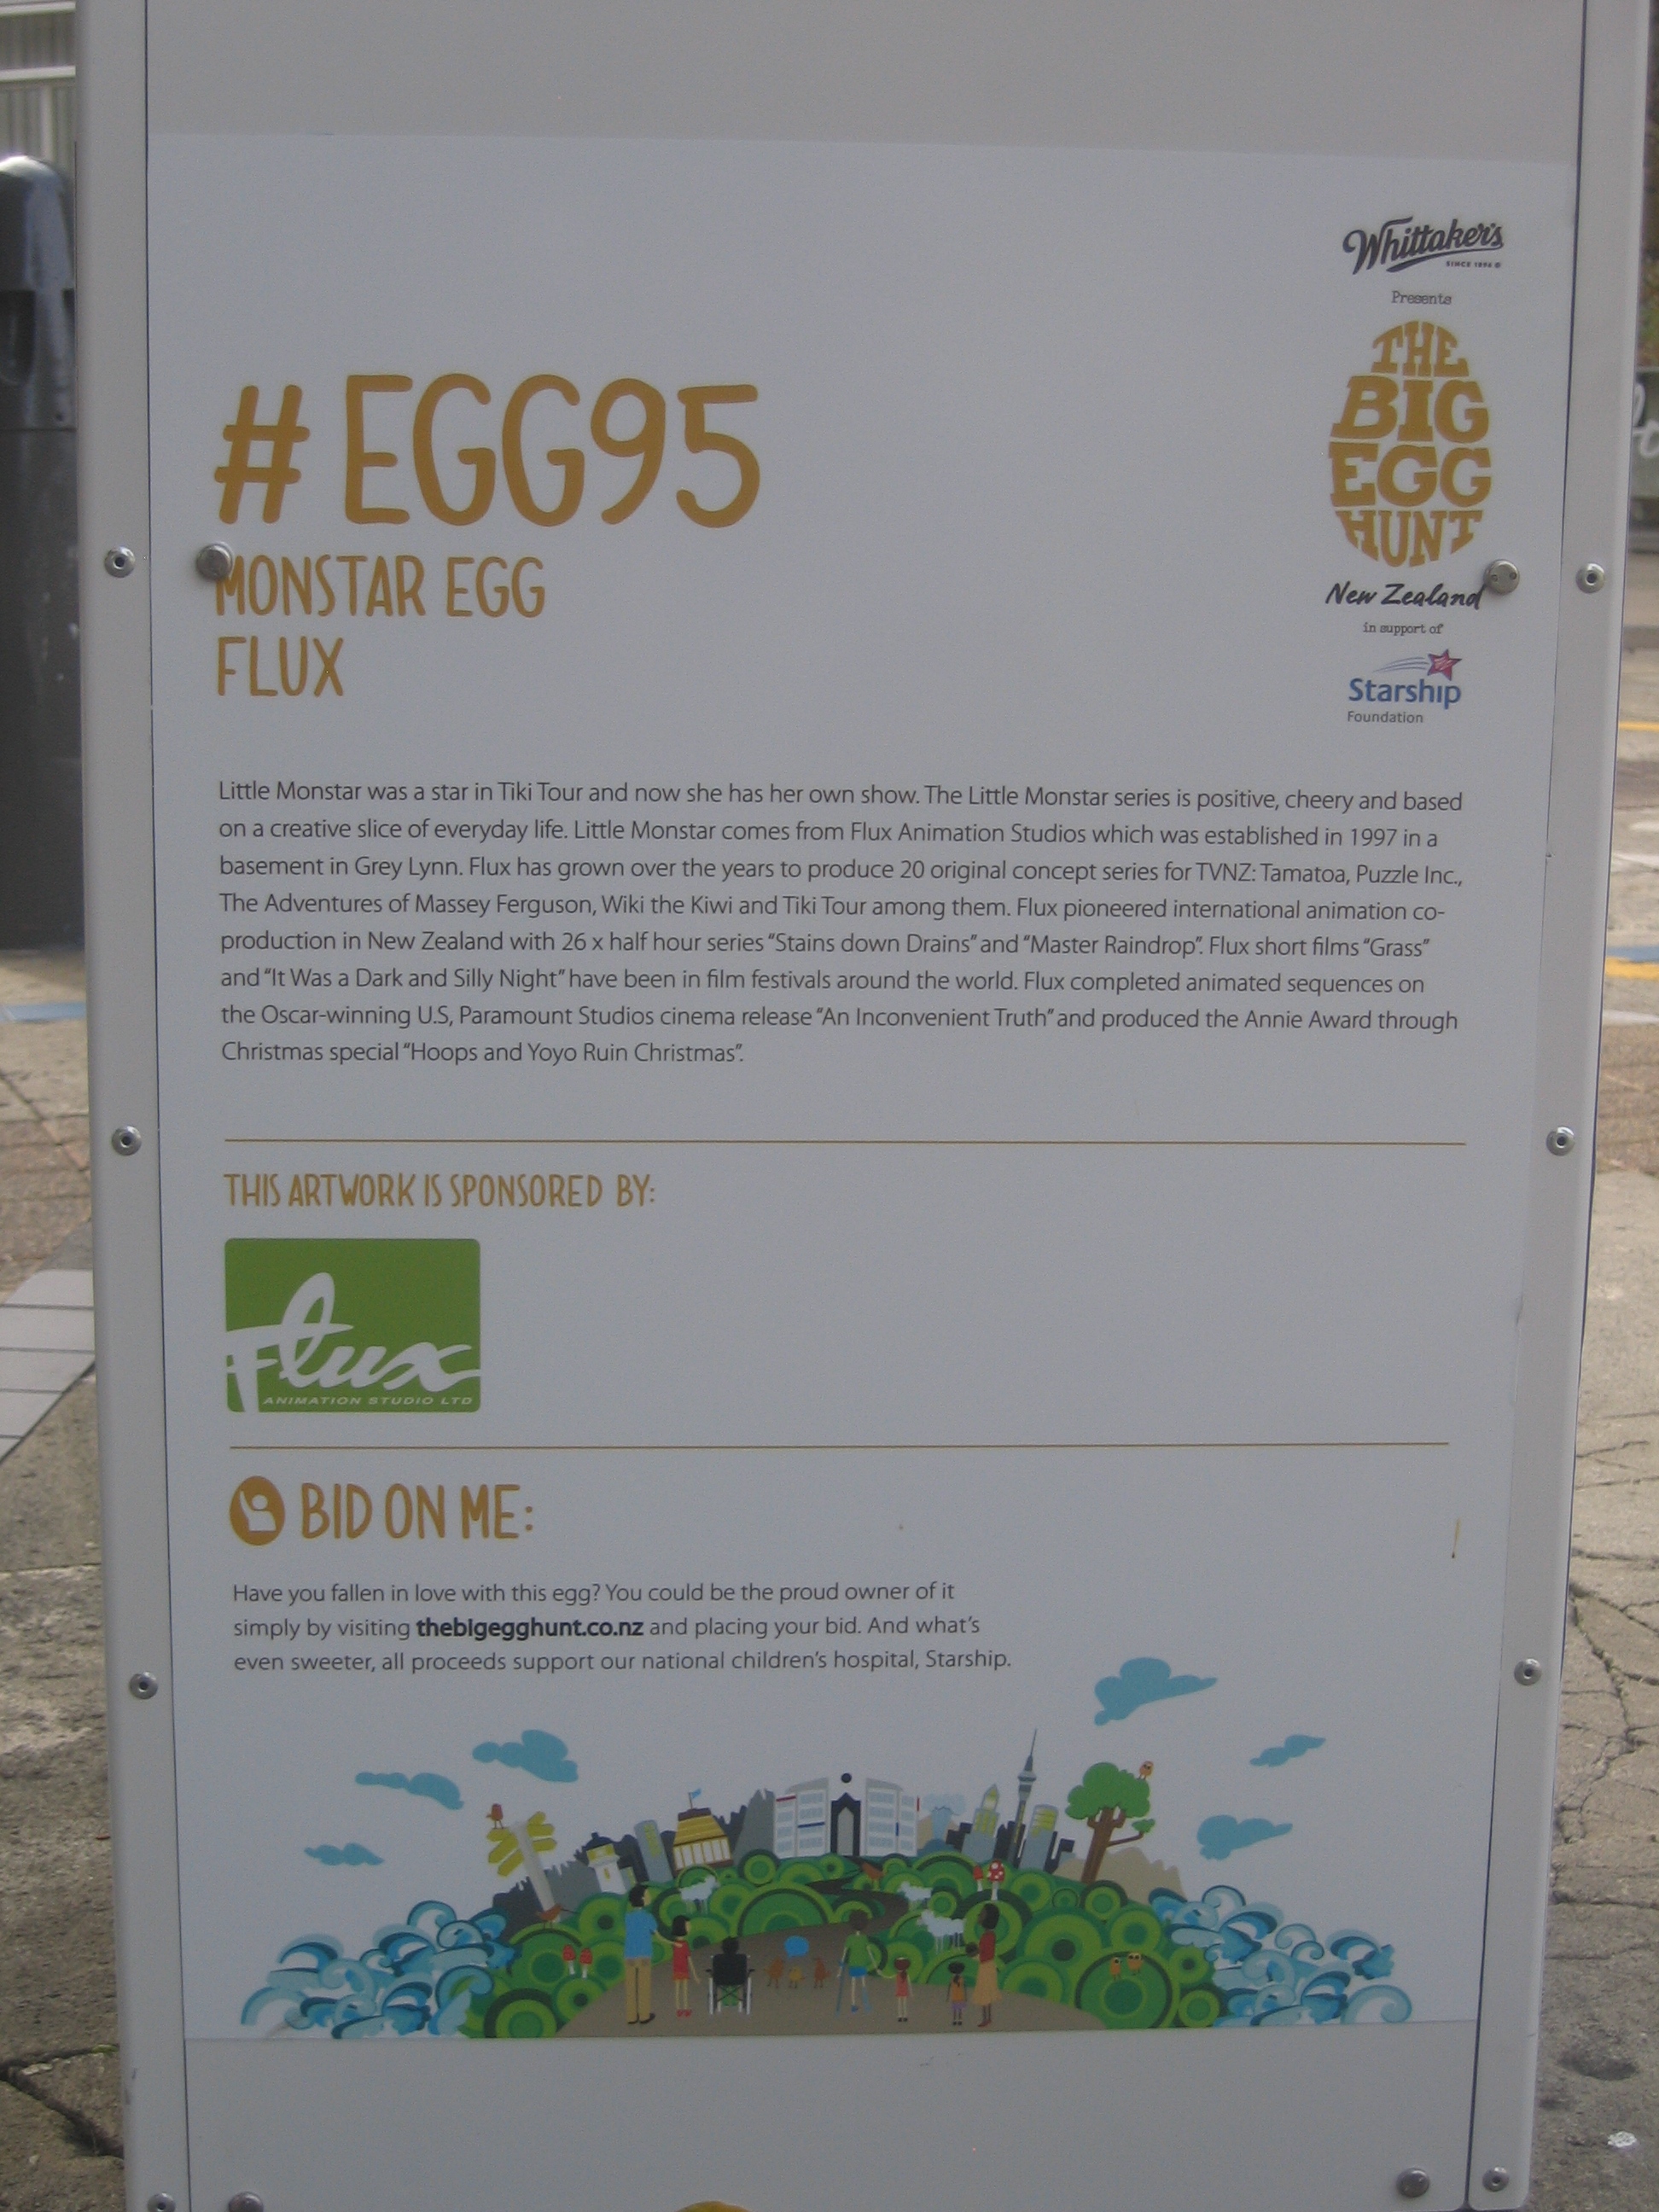 Whittaker's
SINCE 1896
Presents
THE
BIG
EGG
HUNT
New Zealand
in support of
Starship
Foundation
#EGG95
MONSTAR EGG
FLUX
Little Monstar was a star in Tiki Tour and now she has her own show. The Little Monstar series is positive, cheery and based
on a creative slice of everyday life. Little Monstar comes from Flux Animation Studios which was established in 1997 in a
basement in Grey Lynn. Flux has grown over the years to produce 20 original concept series for TVNZ: Tamatoa, Puzzle Inc.,
The Adventures of Massey Ferguson, Wiki the Kiwi and Tiki Tour among them. Flux pioneered international animation co-
production in New Zealand with 26 x half hour series “Stains down Drains” and “Master Raindrop”. Flux short films “Grass”
and “It Was a Dark and Silly Night” have been in film festivals around the world. Flux completed animated sequences on
the Oscar-winning U.S, Paramount Studios cinema release “An Inconvenient Truth” and produced the Annie Award through
Christmas special “Hoops and Yoyo Ruin Christmas”.
THIS ARTWORK IS SPONSORED BY:
Flux
ANIMATION STUDIO LTD
BID ON ME:
Have you fallen in love with this egg? You could be the proud owner of it
simply by visiting thebigegghunt.co.nz and placing your bid. And what's
even sweeter, all proceeds support our national children's hospital, Starship.